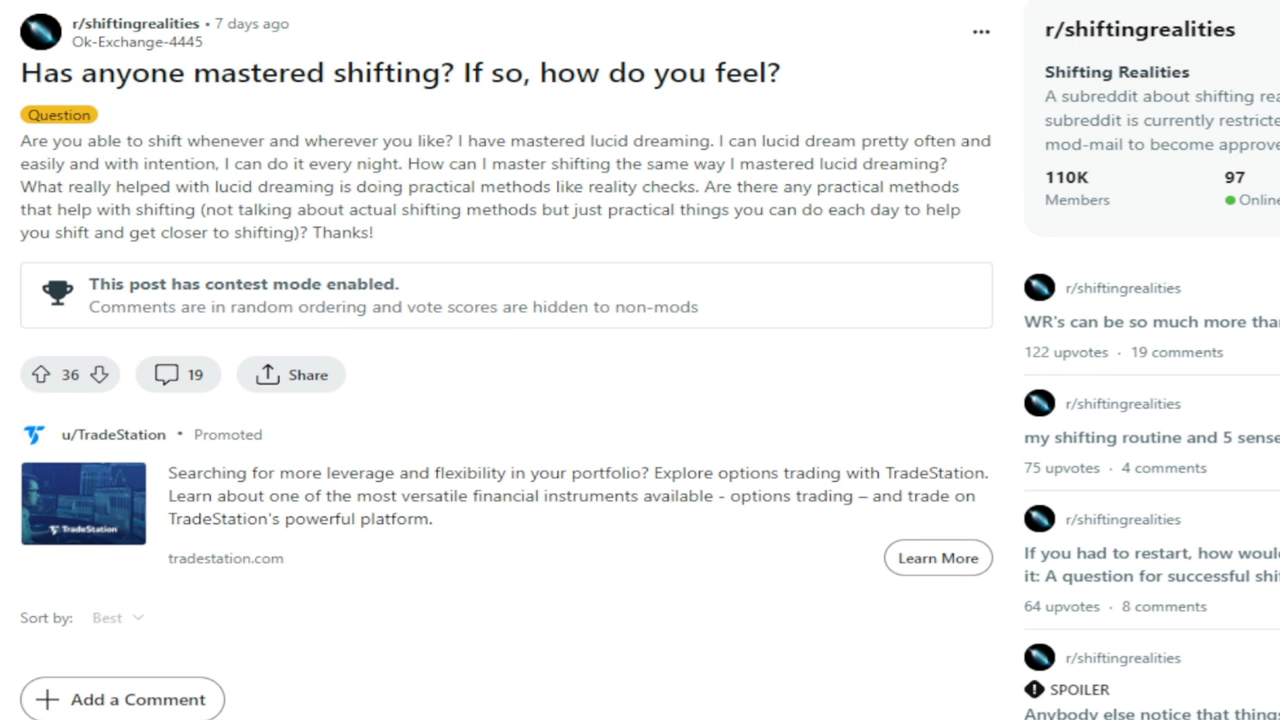 r/shiftingrealities • 7 days ago
Ok-Exchange-4445
Has anyone mastered shifting? If so, how do you feel?
Question
Are you able to shift whenever and wherever you like? I have mastered lucid dreaming. I can lucid dream pretty often and
easily and with intention, I can do it every night. How can I master shifting the same way I mastered lucid dreaming?
What really helped with lucid dreaming is doing practical methods like reality checks. Are there any practical methods
that help with shifting (not talking about actual shifting methods but just practical things you can do each day to help
you shift and get closer to shifting)? Thanks!
This post has contest mode enabled.
Comments are in random ordering and vote scores are hidden to non-mods
36
19
Share
u/TradeStation • Promoted
Searching for more leverage and flexibility in your portfolio? Explore options trading with TradeStation.
Learn about one of the most versatile financial instruments available - options trading – and trade on
TradeStation's powerful platform.
TradeStation
tradestation.com
Learn More
Sort by: Best
Add a Comment
r/shiftingrealities
Shifting Realities
A subreddit about shifting rea
subreddit is currently restricte
mod-mail to become approve
110K 97
Members Online
r/shiftingrealities
WR's can be so much more than
122 upvotes · 19 comments
r/shiftingrealities
my shifting routine and 5 sense
75 upvotes · 4 comments
r/shiftingrealities
If you had to restart, how would
it: A question for successful shif
64 upvotes · 8 comments
r/shiftingrealities
SPOILER
Anybody else notice that things